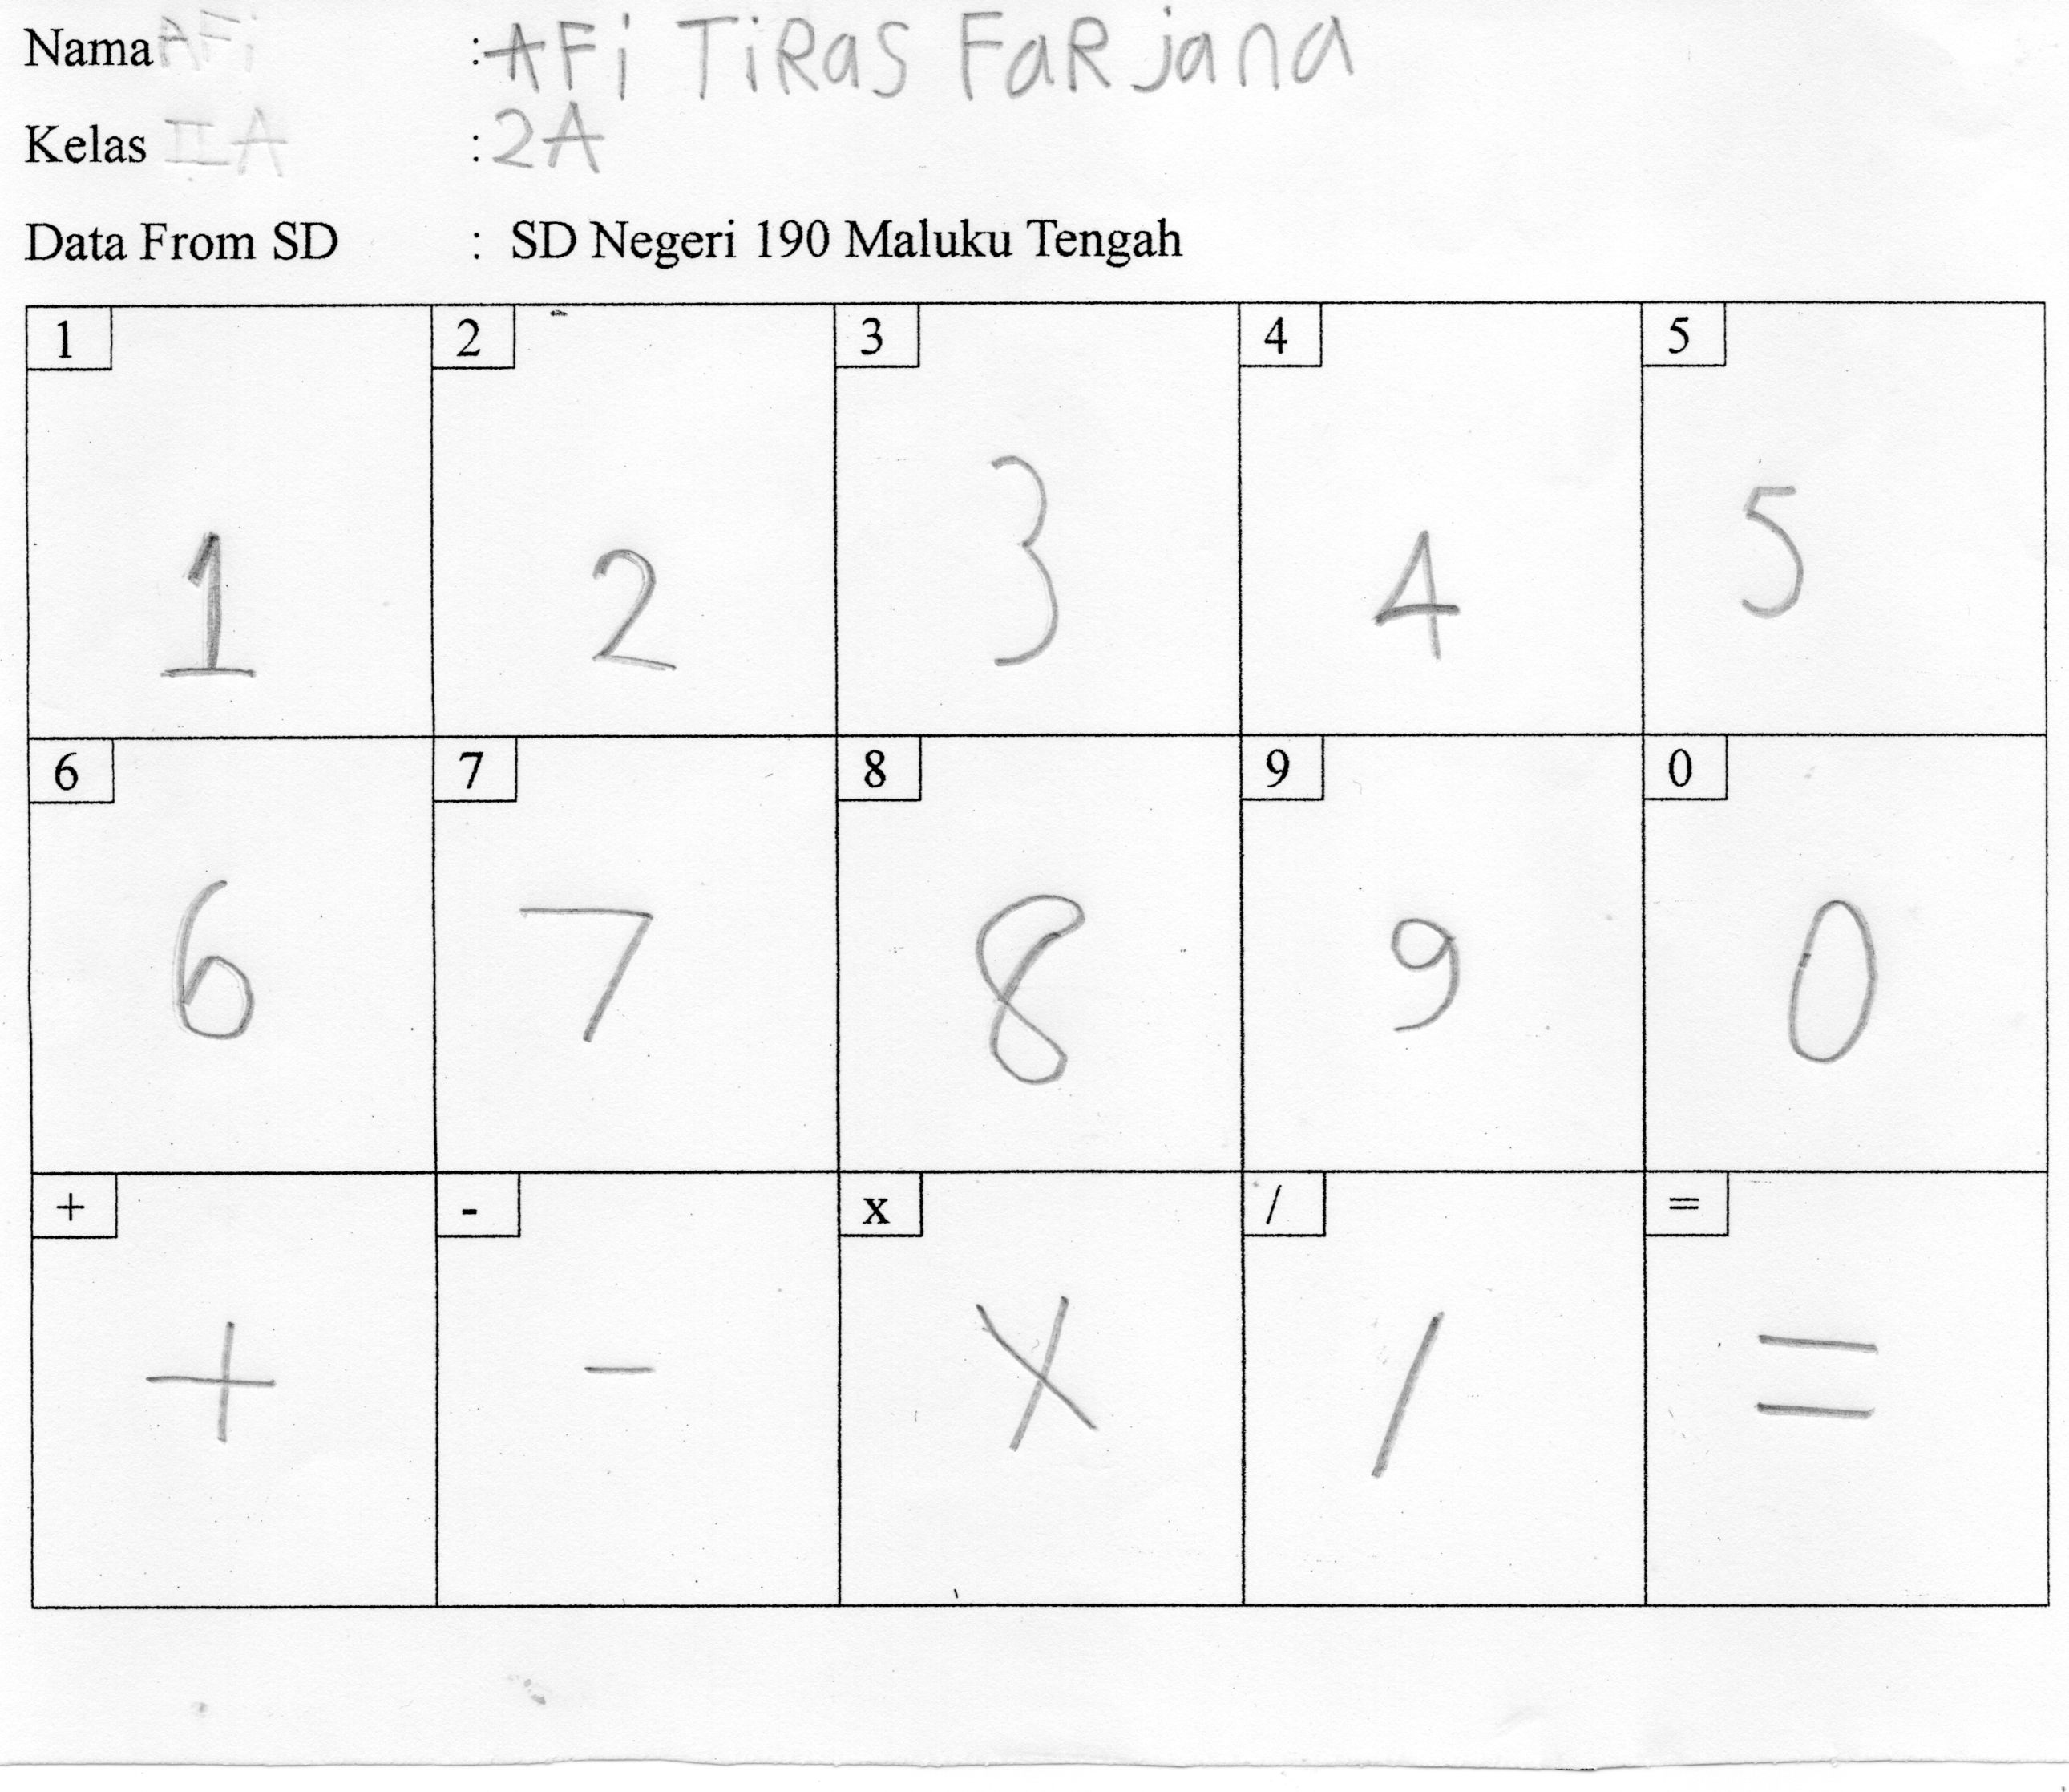 Nama AFi : AFi TiRas FaRjana
Kelas IIA : 2A
Data From SD : SD Negeri 190 Maluku Tengah
1 2 3 4 5
1 2 3 4 5
6 7 8 9 0
6 7 8 9 0
+ - x / =
+ - x / =